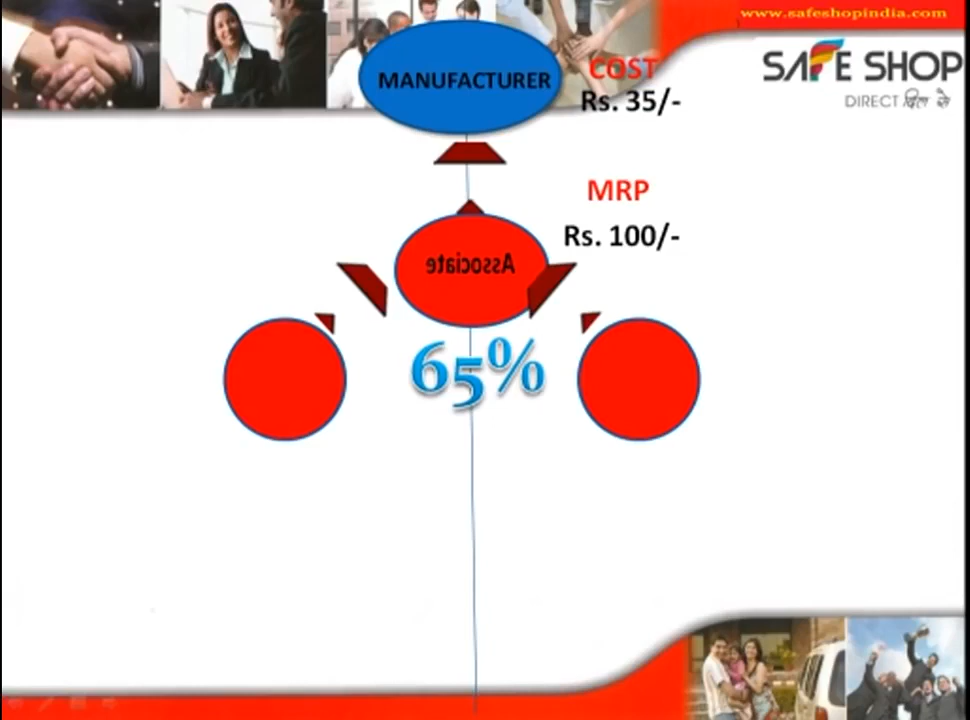 www.safeshopindia.com
SAFE SHOP
DIRECT दिल से
MANUFACTURER
COST
Rs. 35/-
MRP
Rs. 100/-
Associate
65%